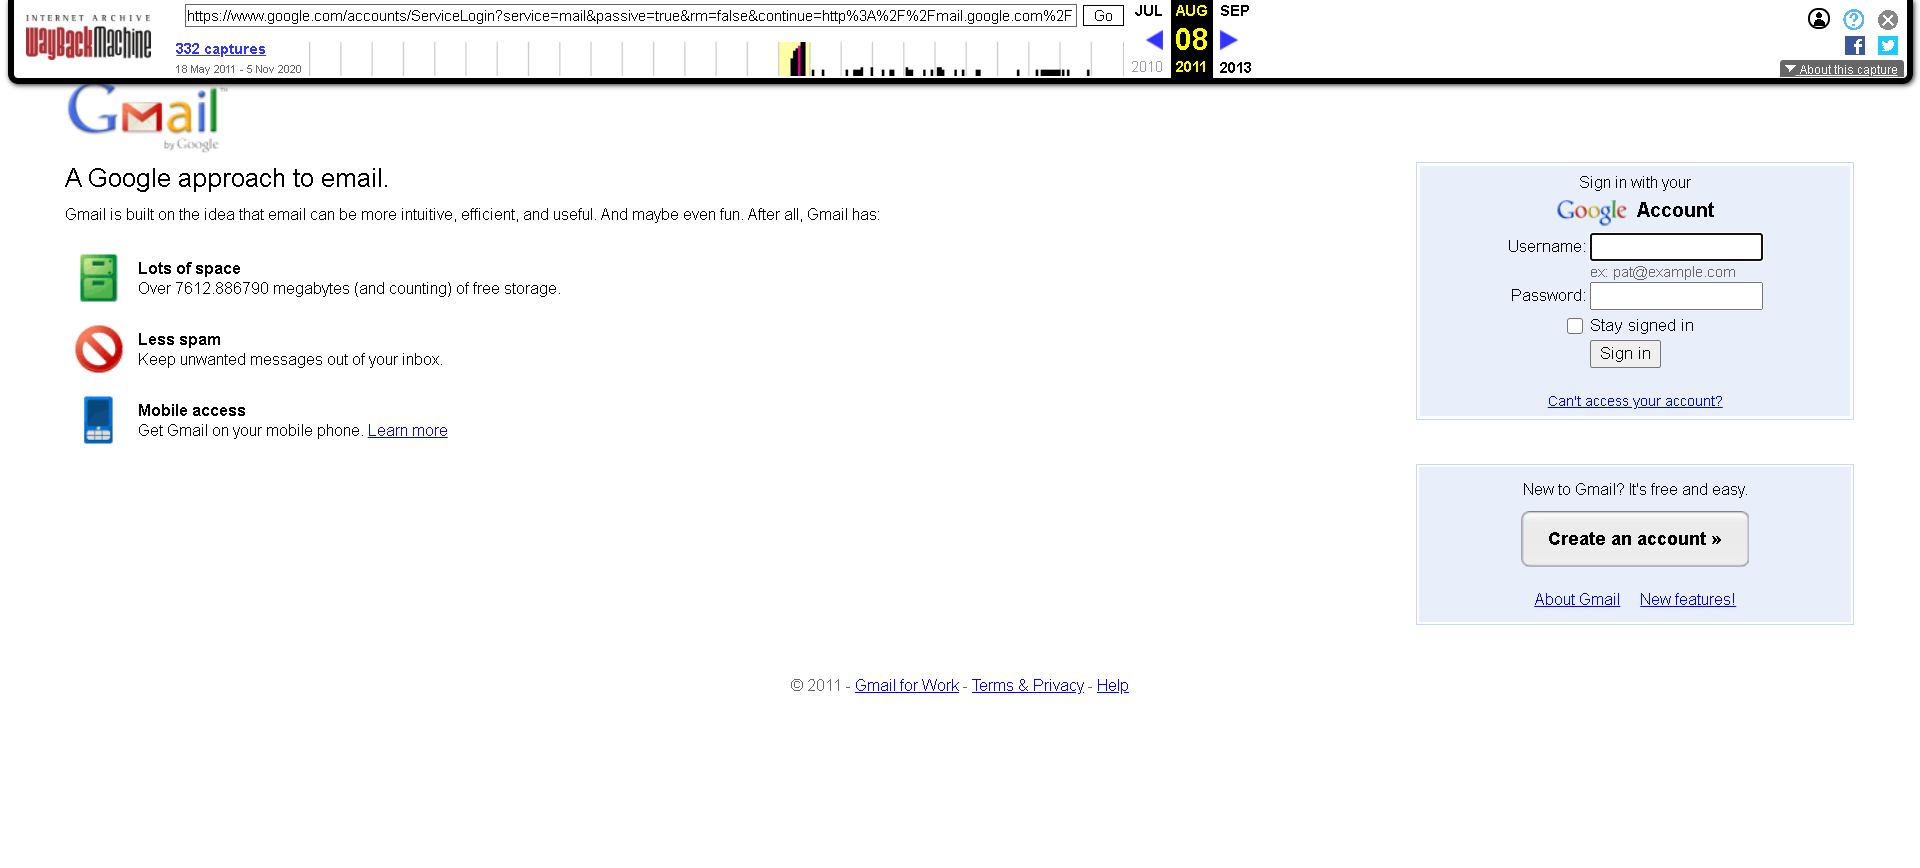 INTERNET ARCHIVE
WayBackMachine
https://www.google.com/accounts/ServiceLogin?service=mail&passive=true&rm=false&continue=http%3A%2F%2Fmail.google.com%2F
Go
332 captures
18 May 2011 - 5 Nov 2020
JUL AUG SEP
08
2010 2011 2013
About this capture
Gmail™
by Google
A Google approach to email.
Gmail is built on the idea that email can be more intuitive, efficient, and useful. And maybe even fun. After all, Gmail has:
Lots of space
Over 7612.886790 megabytes (and counting) of free storage.
Less spam
Keep unwanted messages out of your inbox.
Mobile access
Get Gmail on your mobile phone. Learn more
Sign in with your
Google Account
Username:
ex: pat@example.com
Password:
Stay signed in
Sign in
Can't access your account?
New to Gmail? It's free and easy.
Create an account »
About Gmail New features!
© 2011 - Gmail for Work - Terms & Privacy - Help